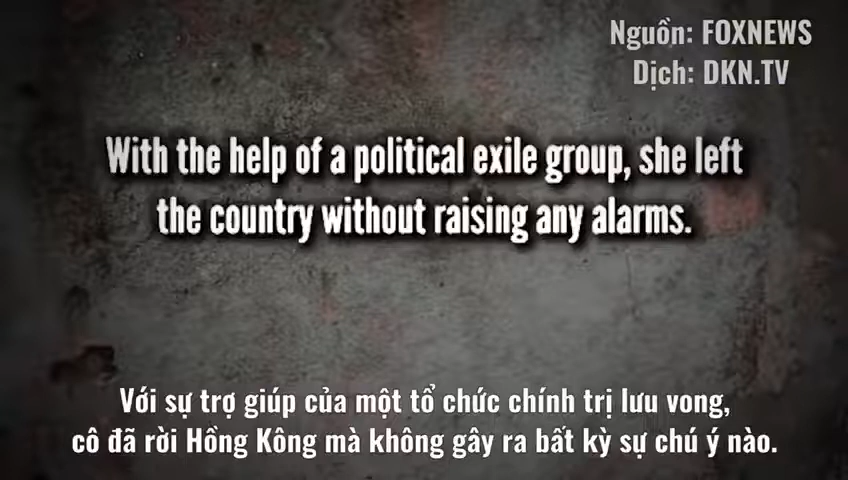 Nguồn: FOXNEWS
Dịch: DKN.TV
With the help of a political exile group, she left
the country without raising any alarms.
Với sự trợ giúp của một tổ chức chính trị lưu vong,
cô đã rời Hồng Kông mà không gây ra bất kỳ sự chú ý nào.